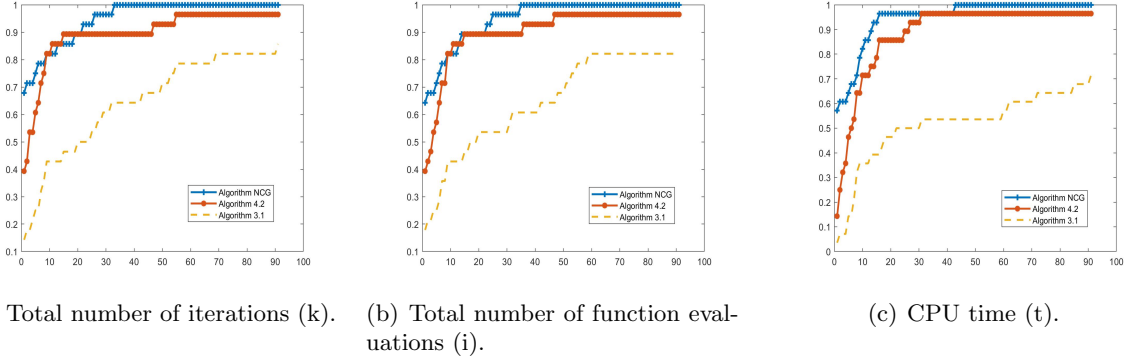 1
0.9
0.8
0.7
0.6
0.5
0.4
0.3
0.2
0.1
0 10 20 30 40 50 60 70 80 90 100
Algorithm NCG
Algorithm 4.2
Algorithm 3.1
Total number of iterations (k).
1
0.9
0.8
0.7
0.6
0.5
0.4
0.3
0.2
0.1
0 10 20 30 40 50 60 70 80 90 100
Algorithm NCG
Algorithm 4.2
Algorithm 3.1
(b) Total number of function eval-
uations (i).
1
0.9
0.8
0.7
0.6
0.5
0.4
0.3
0.2
0.1
0
0 10 20 30 40 50 60 70 80 90 100
Algorithm NCG
Algorithm 4.2
Algorithm 3.1
(c) CPU time (t).